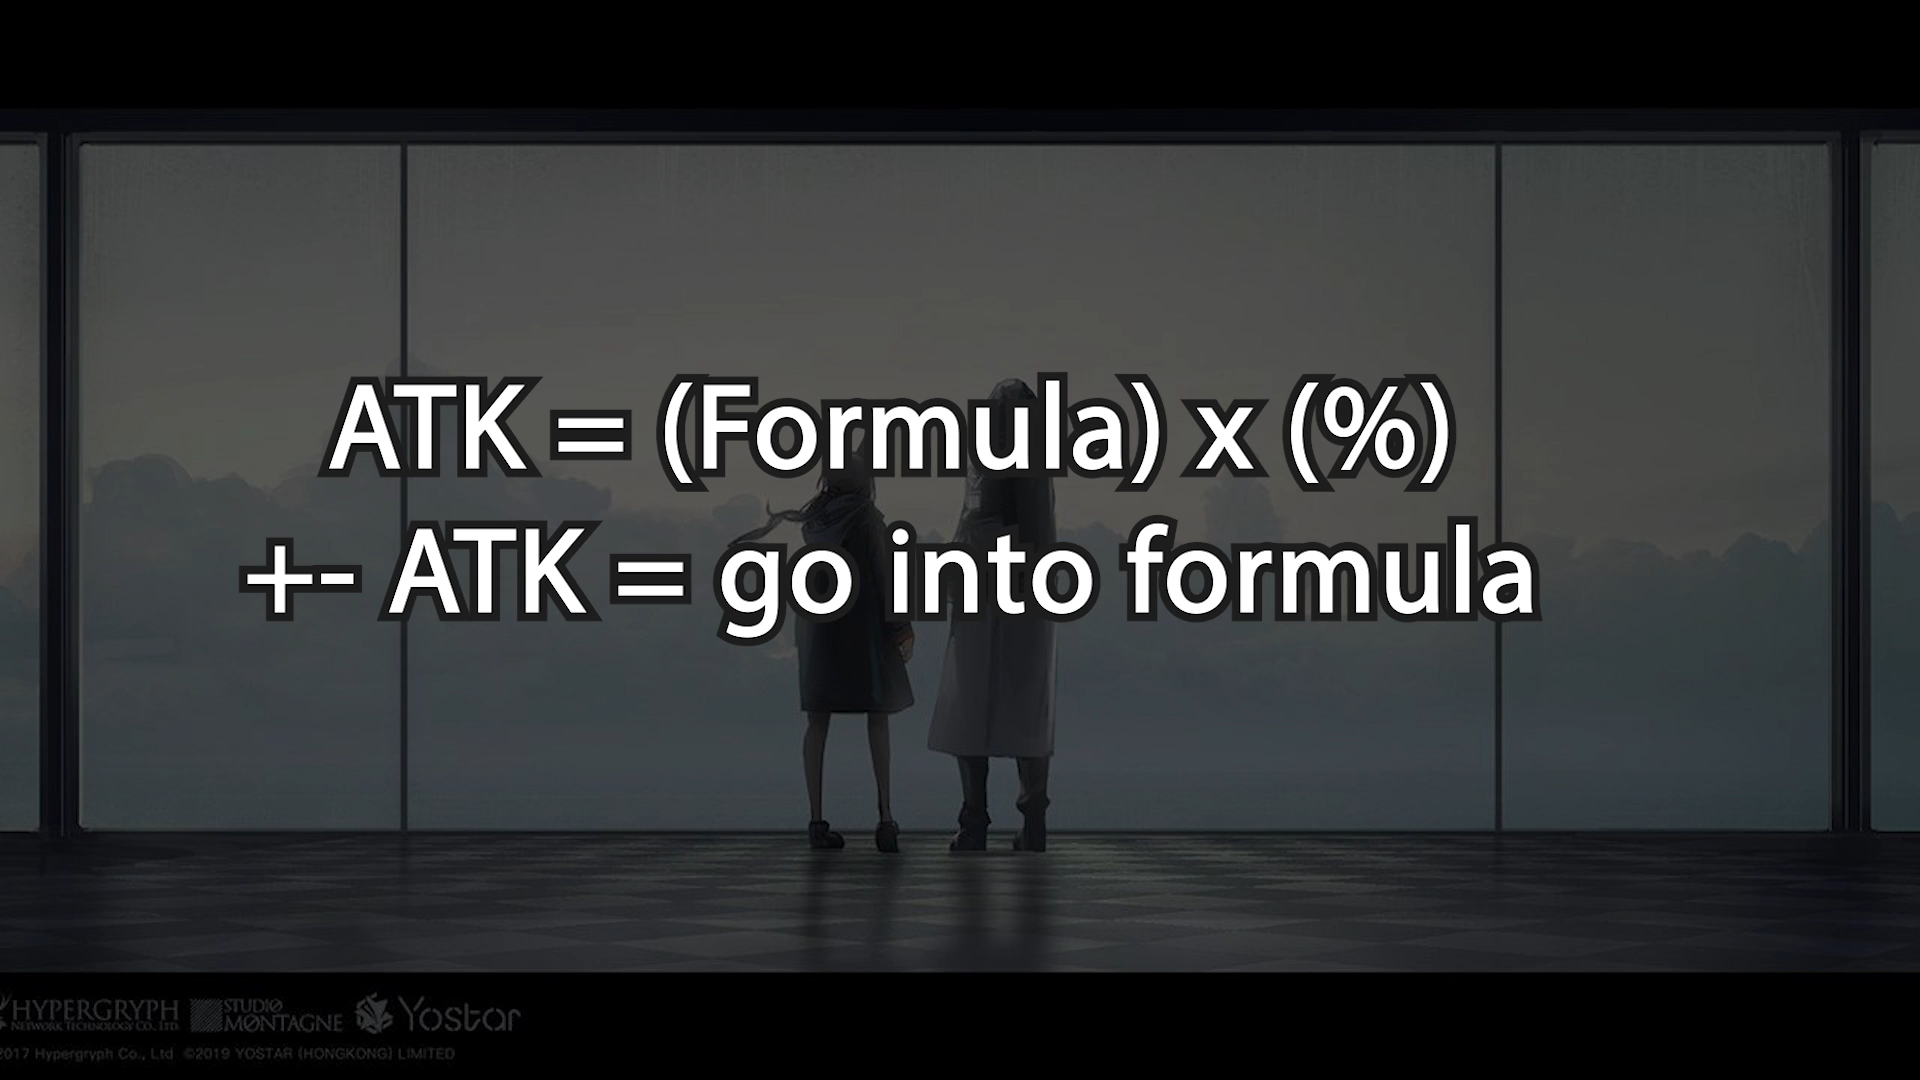 ATK = (Formula) x (%)
+- ATK = go into formula
HYPERGRYPH
NETWORK TECHNOLOGY CO., LTD.
STUDIO
MONTAGNE
Yostar
2017 Hypergryph Co., Ltd ©2019 YOSTAR (HONGKONG) LIMITED